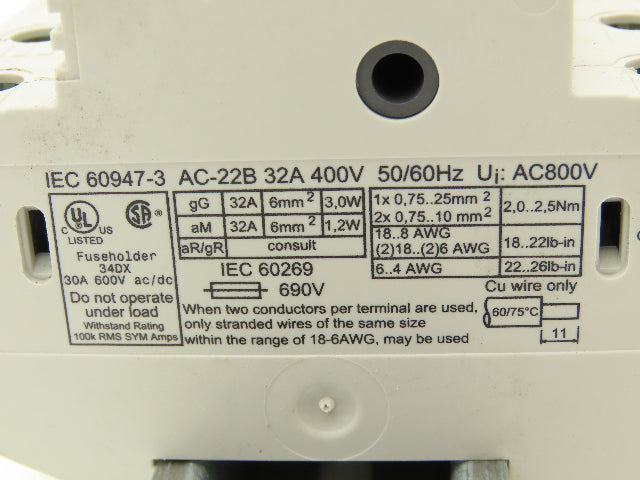 IEC 60947-3 AC-22B 32A 400V 50/60Hz Ui: AC800V
C UL US
LISTED
SA
Fuseholder
34DX
30A 600V ac/dc
Do not operate
under load
Withstand Rating
100k RMS SYM Amps
gG 32A 6mm² 3,0W
aM 32A 6mm² 1,2W
aR/gR consult
IEC 60269
690V
1x 0,75..25mm² 2,0..2,5Nm
2x 0,75..10 mm²
18..8 AWG 18..22lb-in
(2)18..(2)6 AWG
6..4 AWG 22..26lb-in
Cu wire only
60/75°C
11
When two conductors per terminal are used,
only stranded wires of the same size
within the range of 18-6AWG, may be used